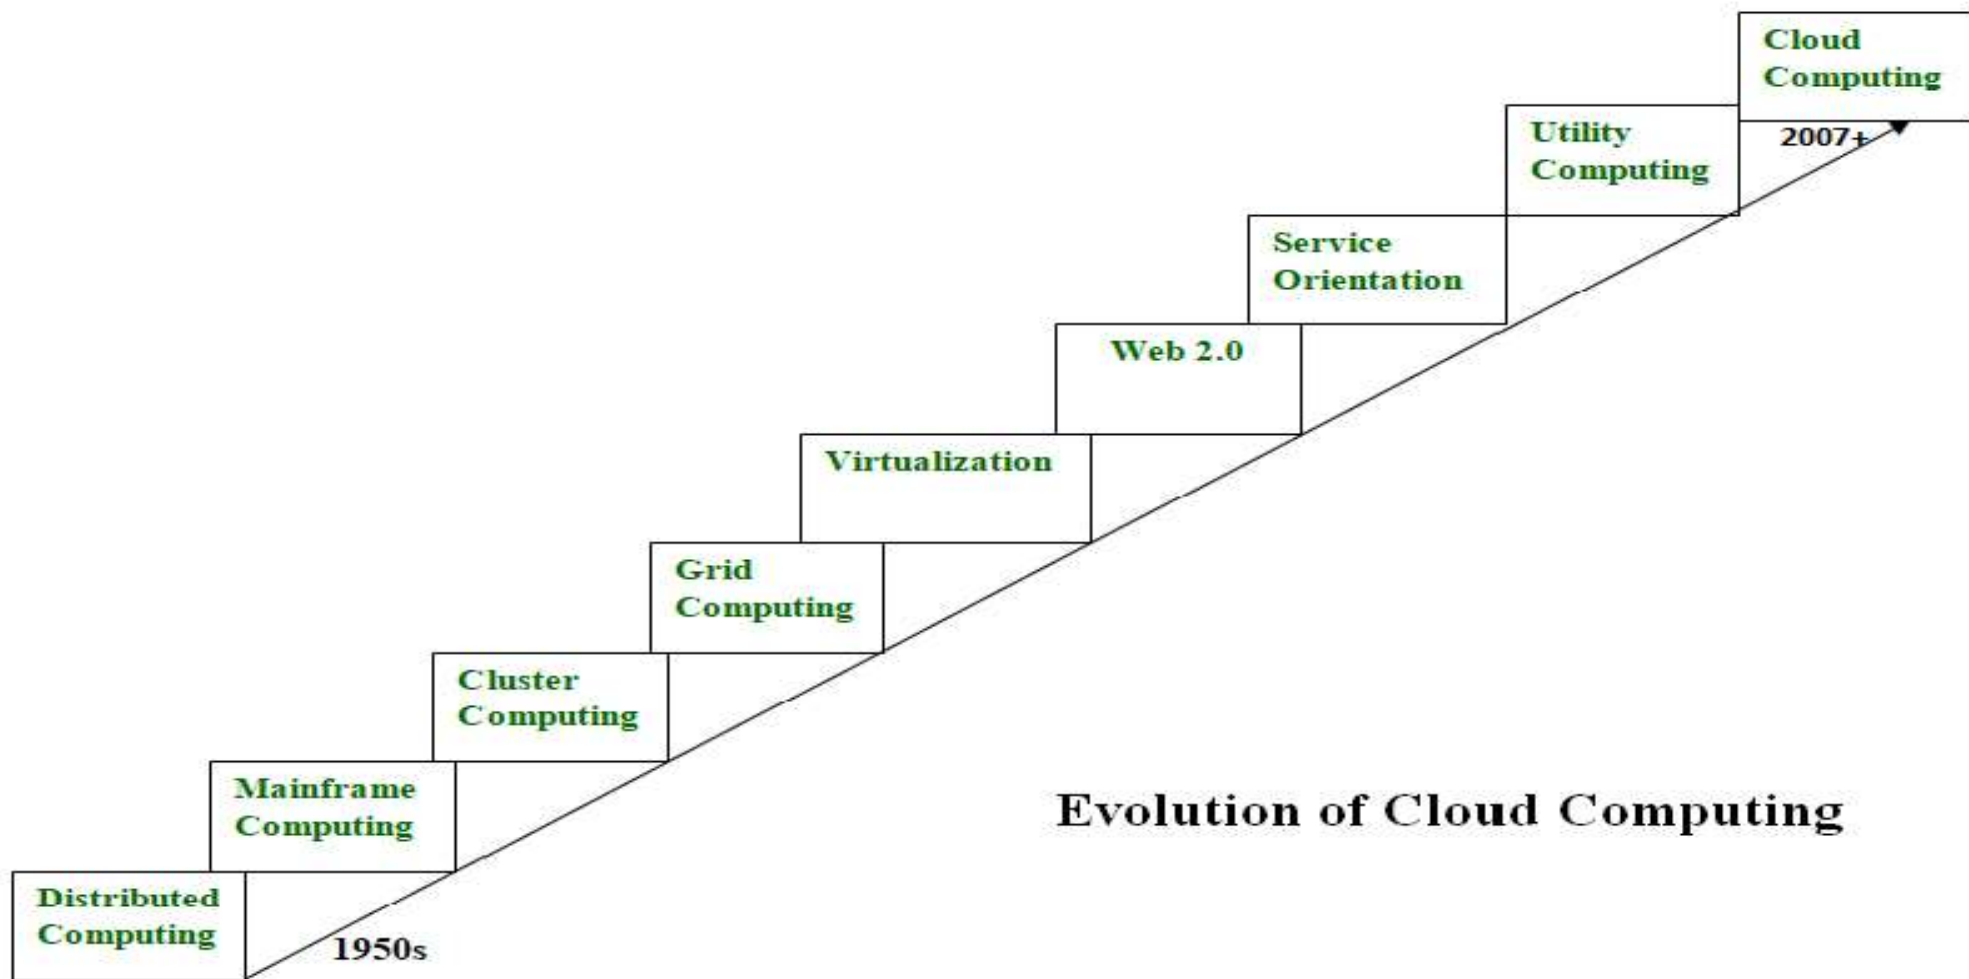 Cloud
Computing
2007+
Utility
Computing
Service
Orientation
Web 2.0
Virtualization
Grid
Computing
Cluster
Computing
Mainframe
Computing
Evolution of Cloud Computing
Distributed
Computing
1950s